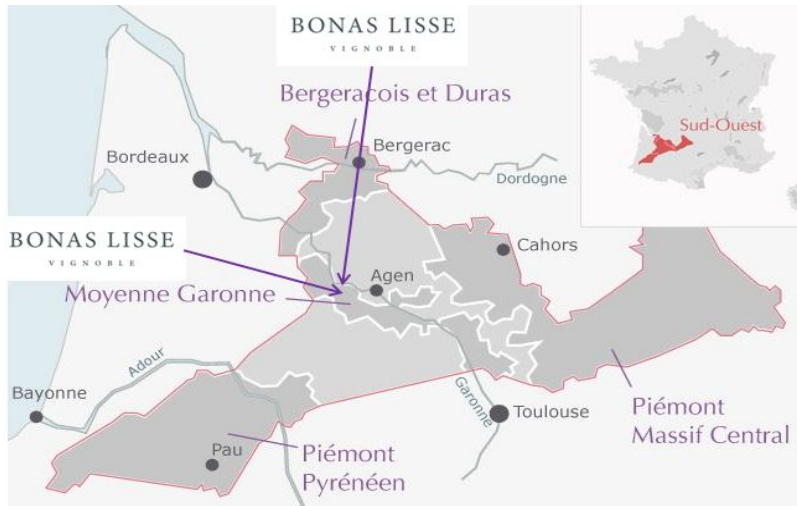 BONAS LISSE
VIGNOBLE
Bergeracois et Duras
Sud-Ouest
Bordeaux
Bergerac
Dordogne
BONAS LISSE
VIGNOBLE
Cahors
Agen
Moyenne Garonne
Adour
Garonne
Bayonne
Toulouse
Piémont
Massif Central
Pau
Piémont
Pyrénéen